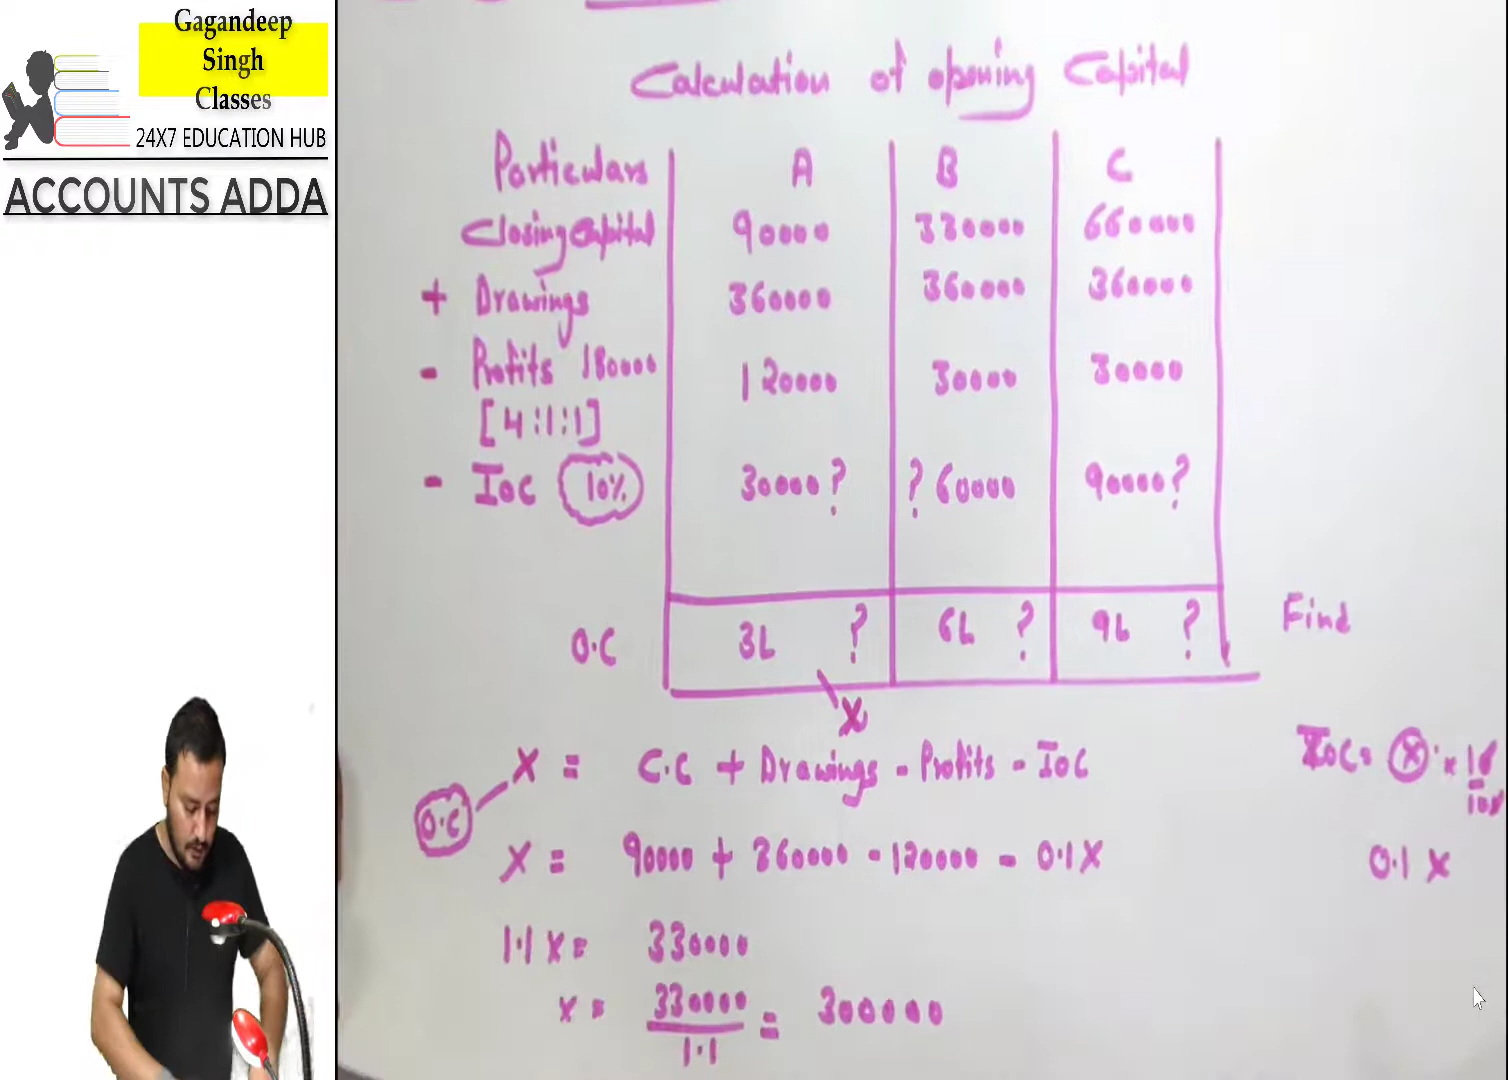 Gagandeep
Singh
Classes
24X7 EDUCATION HUB
ACCOUNTS ADDA
Calculation of opening Capital
Particulars A B C
Closing Capital 90000 330000 660000
+ Drawings 360000 360000 360000
- Profits 180000 120000 30000 30000
[4:1:1]
- IOC 10% 30000? ?60000 90000?
O.C 3L ? 6L ? 9L ? Find
X
X = C.C + Drawings - Profits - IOC
IOC = X × 10/100
O.C
X = 90000 + 360000 - 120000 - 0.1X
0.1 X
1.1 X = 330000
X = 330000/1.1 = 300000